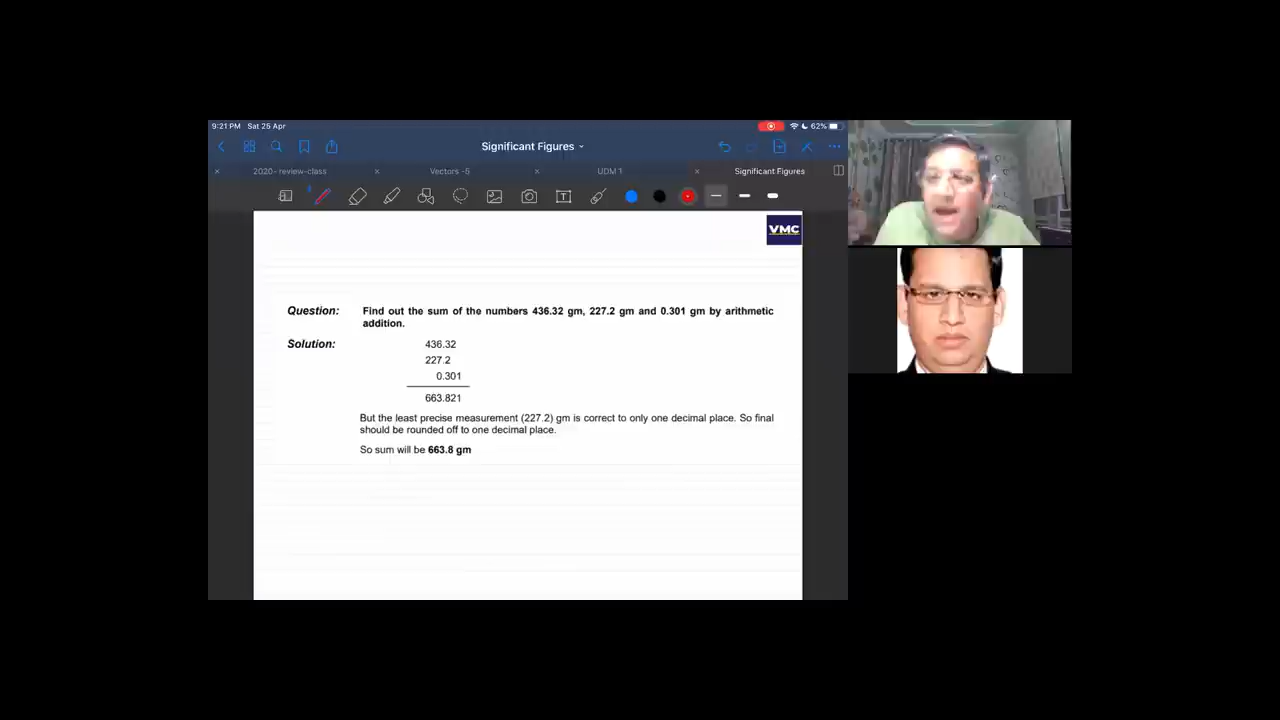 9:21 PM Sat 25 Apr
62%
Significant Figures
2020- review-class
Vectors -5
UDM 1
Significant Figures
VMC
Question: Find out the sum of the numbers 436.32 gm, 227.2 gm and 0.301 gm by arithmetic
addition.
Solution: 436.32
227.2
0.301
663.821
But the least precise measurement (227.2) gm is correct to only one decimal place. So final
should be rounded off to one decimal place.
So sum will be 663.8 gm